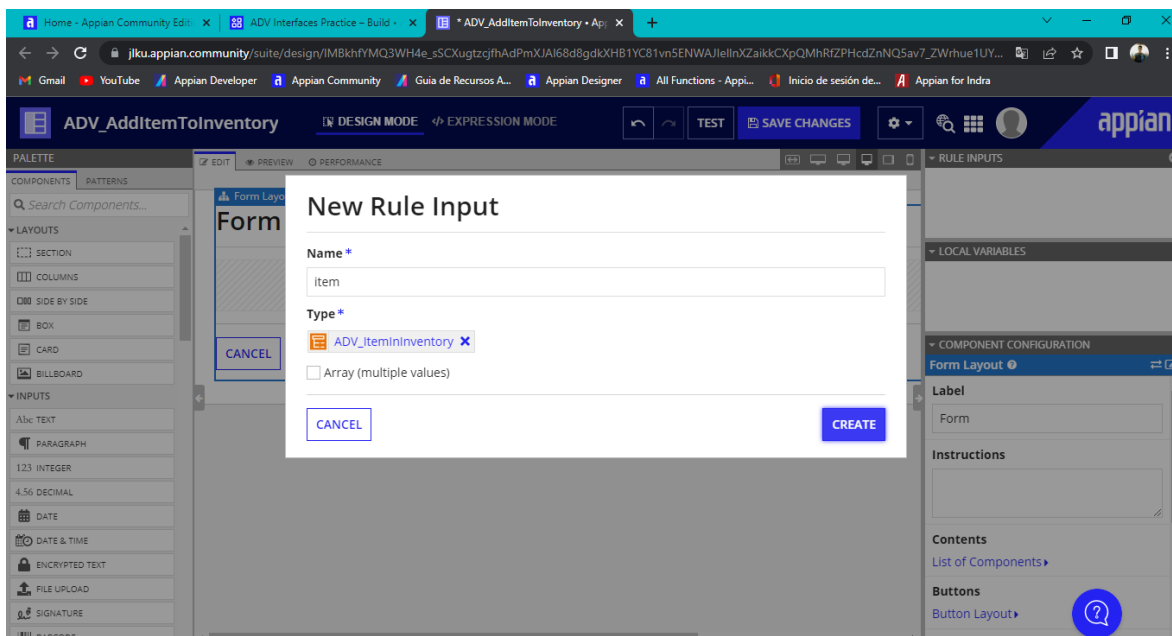 Home - Appian Community Editi
ADV Interfaces Practice – Build •
* ADV_AddItemToInventory • Ap
jlku.appian.community/suite/design/
Gmail YouTube Appian Developer Appian Community Guía de Recursos A... Appian Designer All Functions - Appi... Inicio de sesión de... Appian for Indra
ADV_AddItemToInventory
DESIGN MODE EXPRESSION MODE
TEST SAVE CHANGES
appian
PALETTE
COMPONENTS PATTERNS
Search Components...
LAYOUTS
SECTION
COLUMNS
SIDE BY SIDE
BOX
CARD
BILLBOARD
INPUTS
Abc TEXT
PARAGRAPH
123 INTEGER
4.56 DECIMAL
DATE
DATE & TIME
ENCRYPTED TEXT
FILE UPLOAD
SIGNATURE
EDIT PREVIEW PERFORMANCE
Form Layo
Form
CANCEL
New Rule Input
Name *
item
Type *
ADV_ItemInInventory
Array (multiple values)
CANCEL CREATE
RULE INPUTS
LOCAL VARIABLES
COMPONENT CONFIGURATION
Form Layout
Label
Form
Instructions
Contents
List of Components
Buttons
Button Layout